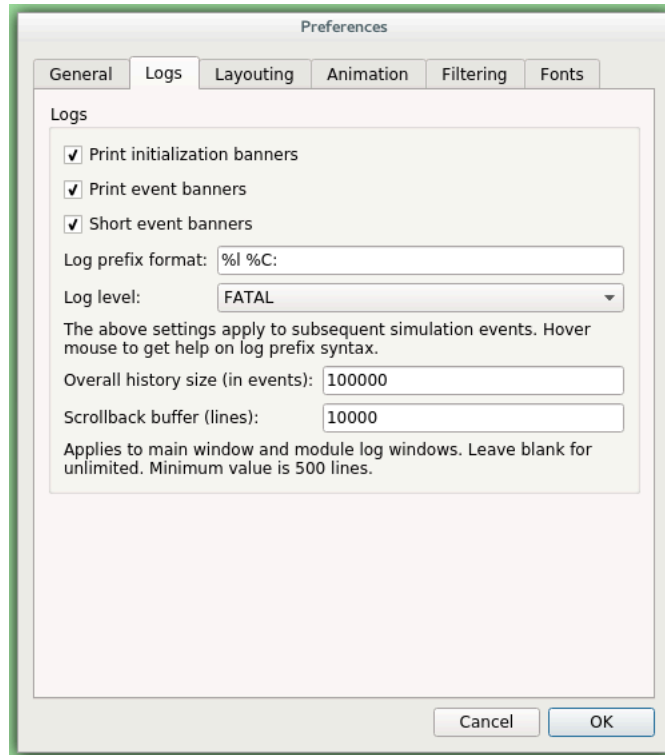 Preferences
General Logs Layouting Animation Filtering Fonts
Logs
Print initialization banners
Print event banners
Short event banners
Log prefix format: %l %C:
Log level: FATAL
The above settings apply to subsequent simulation events. Hover
mouse to get help on log prefix syntax.
Overall history size (in events): 100000
Scrollback buffer (lines): 10000
Applies to main window and module log windows. Leave blank for
unlimited. Minimum value is 500 lines.
Cancel OK